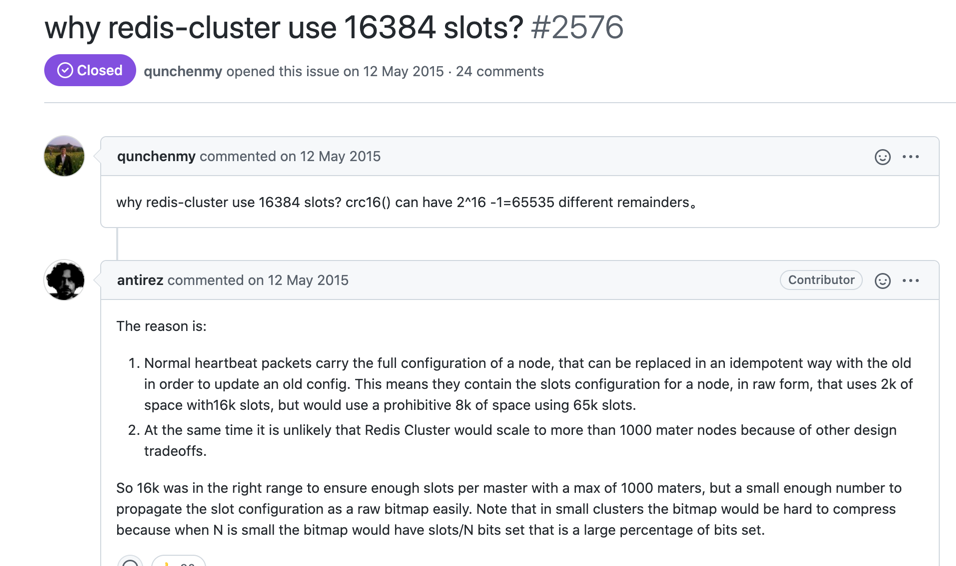 why redis-cluster use 16384 slots? #2576
Closed qunchenmy opened this issue on 12 May 2015 · 24 comments
qunchenmy commented on 12 May 2015
why redis-cluster use 16384 slots? crc16() can have 2^16 -1=65535 different remainders。
antirez commented on 12 May 2015 Contributor
The reason is:
1. Normal heartbeat packets carry the full configuration of a node, that can be replaced in an idempotent way with the old
in order to update an old config. This means they contain the slots configuration for a node, in raw form, that uses 2k of
space with16k slots, but would use a prohibitive 8k of space using 65k slots.
2. At the same time it is unlikely that Redis Cluster would scale to more than 1000 mater nodes because of other design
tradeoffs.
So 16k was in the right range to ensure enough slots per master with a max of 1000 maters, but a small enough number to
propagate the slot configuration as a raw bitmap easily. Note that in small clusters the bitmap would be hard to compress
because when N is small the bitmap would have slots/N bits set that is a large percentage of bits set.